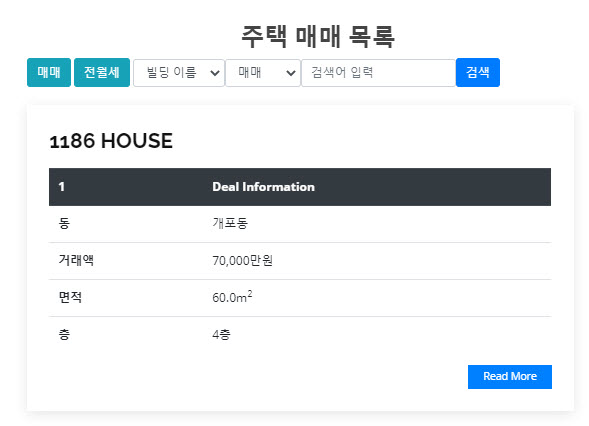 주택 매매 목록
매매 전월세 빌딩 이름 매매 검색어 입력 검색
1186 HOUSE
1 Deal Information
동 개포동
거래액 70,000만원
면적 60.0m²
층 4층
Read More